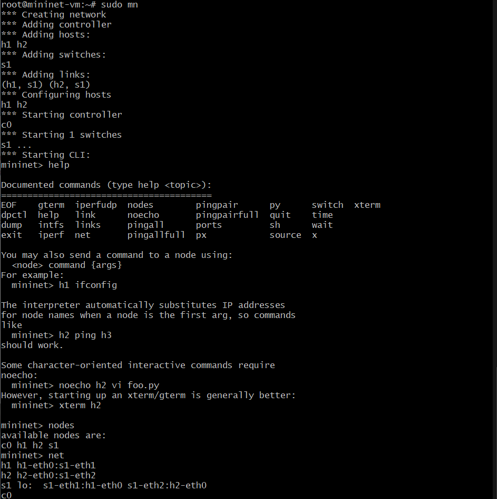 root@mininet-vm:~# sudo mn
*** Creating network
*** Adding controller
*** Adding hosts:
h1 h2
*** Adding switches:
s1
*** Adding links:
(h1, s1) (h2, s1)
*** Configuring hosts
h1 h2
*** Starting controller
c0
*** Starting 1 switches
s1 ...
*** Starting CLI:
mininet> help

Documented commands (type help <topic>):
========================================
EOF    gterm  iperfudp  nodes        pingpair      py      switch  xterm
dpctl  help   link      noecho       pingpairfull  quit    time
dump   intfs  links     pingall      ports         sh      wait
exit   iperf  net       pingallfull  px            source  x

You may also send a command to a node using:
  <node> command {args}
For example:
  mininet> h1 ifconfig

The interpreter automatically substitutes IP addresses
for node names when a node is the first arg, so commands
like
  mininet> h2 ping h3
should work.

Some character-oriented interactive commands require
noecho:
  mininet> noecho h2 vi foo.py
However, starting up an xterm/gterm is generally better:
  mininet> xterm h2

mininet> nodes
available nodes are:
c0 h1 h2 s1
mininet> net
h1 h1-eth0:s1-eth1
h2 h2-eth0:s1-eth2
s1 lo:  s1-eth1:h1-eth0 s1-eth2:h2-eth0
c0